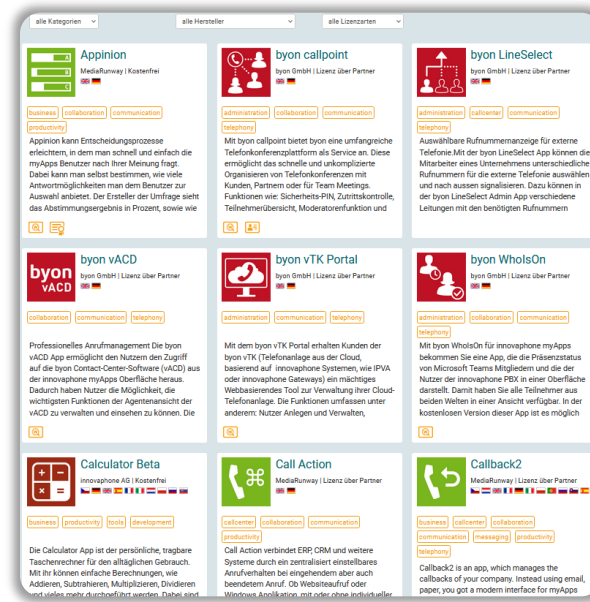 alle Kategorien
alle Hersteller
alle Lizenzarten
A
B
C
Appinion
MediaRunway | Kostenfrei
business collaboration communication
productivity
Appinion kann Entscheidungsprozesse
erleichtern, in dem man schnell und einfach die
myApps Benutzer nach Ihrer Meinung fragt.
Dabei kann man selbst bestimmen, wie viele
Antwortmöglichkeiten man dem Benutzer zur
Auswahl anbietet. Der Ersteller der Umfrage sieht
das Abstimmungsergebnis in Prozent, sowie wie
byon callpoint
byon GmbH | Lizenz über Partner
administration collaboration communication
telephony
Mit byon callpoint bietet byon eine umfangreiche
Telefonkonferenzplattform als Service an. Diese
ermöglicht das schnelle und unkomplizierte
Organisieren von Telefonkonferenzen mit
Kunden, Partnern oder für Team Meetings.
Funktionen wie: Sicherheits-PIN, Zutrittskontrolle,
Teilnehmerübersicht, Moderatorenfunktion und
byon LineSelect
byon GmbH | Lizenz über Partner
administration callcenter communication
telephony
Auswählbare Rufnummernanzeige für externe
Telefonie.Mit der byon LineSelect App können die
Mitarbeiter eines Unternehmens unterschiedliche
Rufnummern für die externe Telefonie auswählen
und nach aussen signalisieren. Dazu können in
der byon LineSelect Admin App verschiedene
Leitungen mit den benötigten Rufnummern
byon
vACD
byon vACD
byon GmbH | Lizenz über Partner
collaboration communication telephony
Professionelles Anrufmanagement Die byon
vACD App ermöglicht den Nutzern den Zugriff
auf die byon Contact-Center-Software (vACD) aus
der innovaphone myApps Oberfläche heraus.
Dadurch haben Nutzer die Möglichkeit, die
wichtigsten Funktionen der Agentenansicht der
vACD zu verwalten und einsehen zu können. Die
byon vTK Portal
byon GmbH | Lizenz über Partner
administration communication telephony
Mit dem byon vTK Portal erhalten Kunden der
byon vTK (Telefonanlage aus der Cloud,
basierend auf innovaphone Systemen, wie IPVA
oder innovaphone Gateways) ein mächtiges
Webbasierendes Tool zur Verwaltung ihrer Cloud-
Telefonanlage. Die Funktionen umfassen unter
anderem: Nutzer Anlegen und Verwalten,
byon WhoIsOn
byon GmbH | Lizenz über Partner
administration collaboration communication
telephony
Mit byon WhoIsOn für innovaphone myApps
bekommen Sie eine App, die die Präsenzstatus
von Microsoft Teams Mitgliedern und die der
Nutzer der innovaphone PBX in einer Oberfläche
darstellt. Damit haben Sie alle Teilnehmer aus
beiden Welten in einer Ansicht verfügbar. In der
kostenlosen Version dieser App ist es möglich
Calculator Beta
innovaphone AG | Kostenfrei
business productivity tools development
Die Calculator App ist der persönliche, tragbare
Taschenrechner für den alltäglichen Gebrauch.
Mit ihr können einfache Berechnungen, wie
Addieren, Subtrahieren, Multiplizieren, Dividieren
und vieles mehr durchgeführt werden. Dabei sind
Call Action
MediaRunway | Lizenz über Partner
callcenter collaboration communication
productivity
Call Action verbindet ERP, CRM und weitere
Systeme durch ein zentralisiert einstellbares
Anrufverhalten bei eingehendem aber auch
beendetem Anruf. Ob Websiteaufruf oder
Windows Applikation, mit oder ohne individueller
Callback2
MediaRunway | Lizenz über Partner
business callcenter collaboration
communication messaging productivity
telephony
Callback2 is an app, which manages the
callbacks of your company. Instead using email,
paper, you got a modern interface for myApps